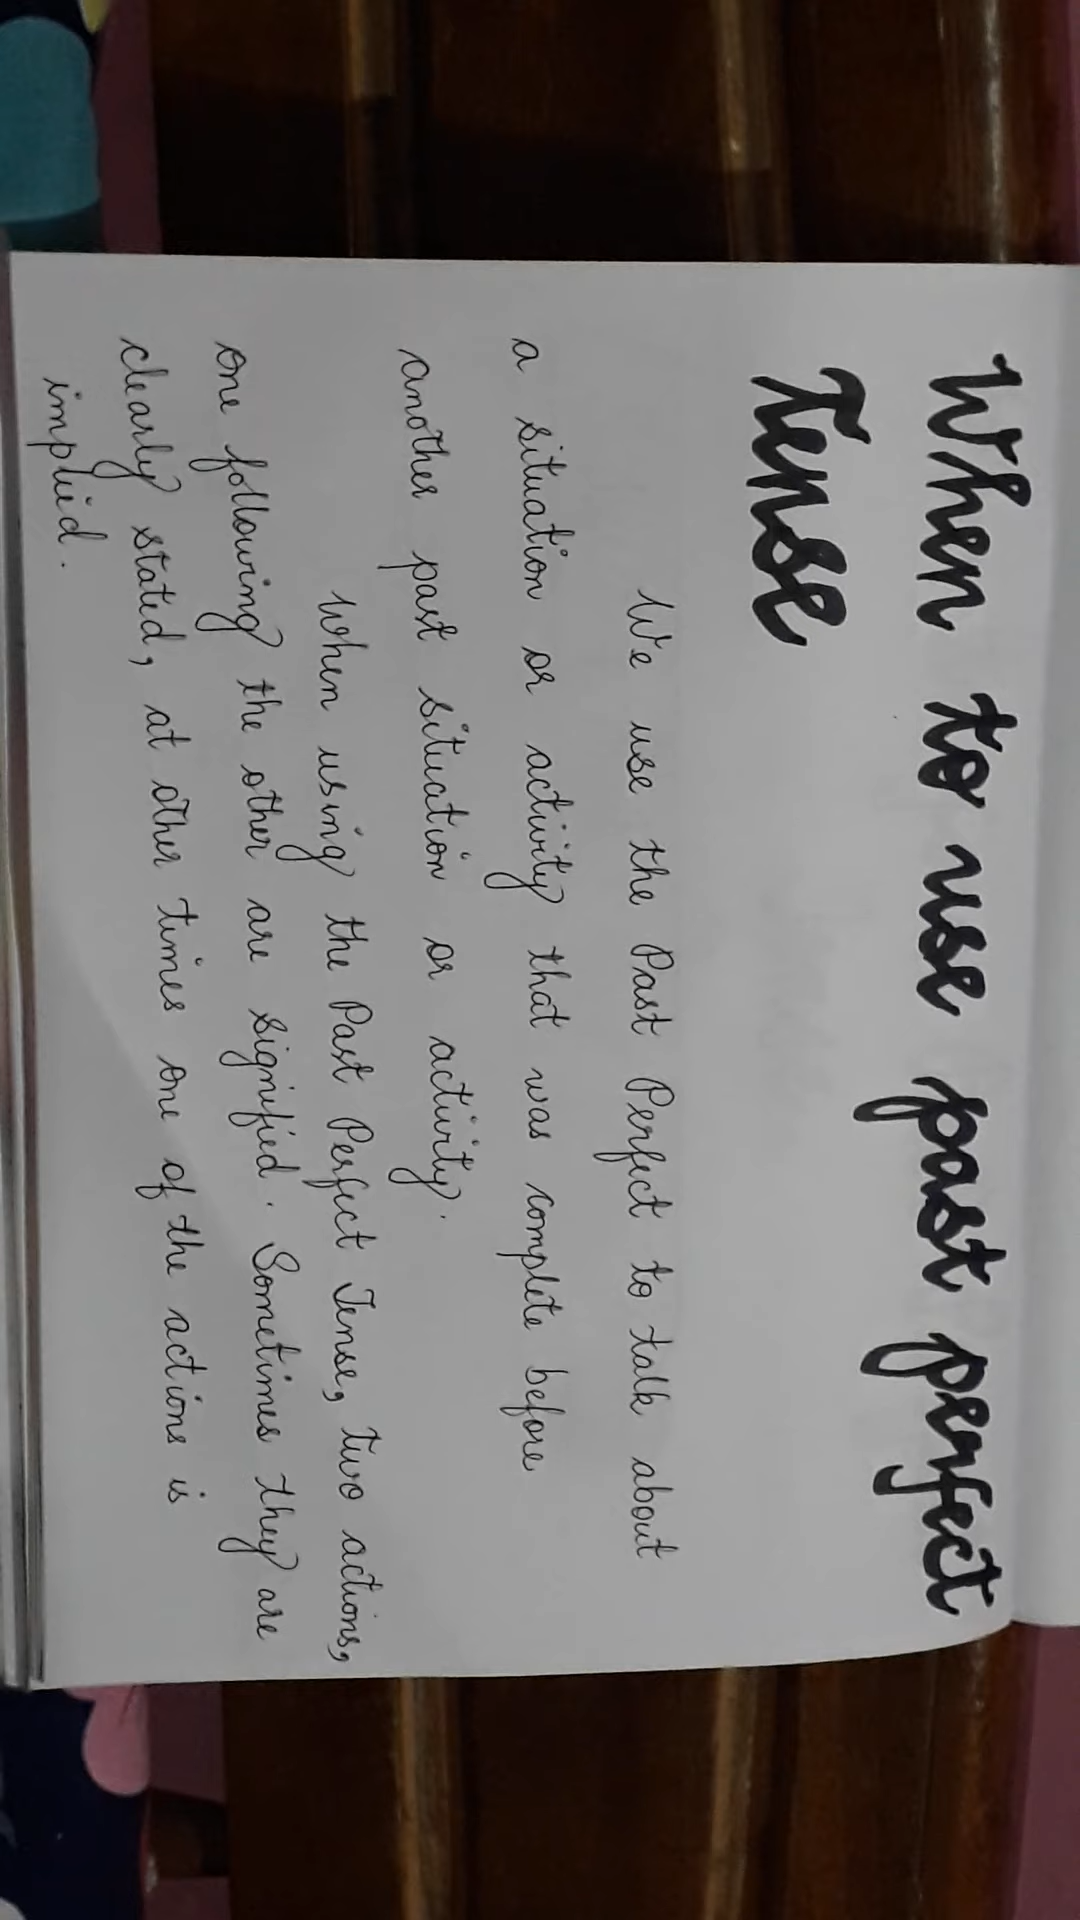 When to use past perfect
Tense
We use the Past Perfect to talk about
a situation or activity that was complete before
another past situation or activity.
When using the Past Perfect Tense, two actions,
one following the other are signified. Sometimes they are
clearly stated, at other times one of the actions is
implied.